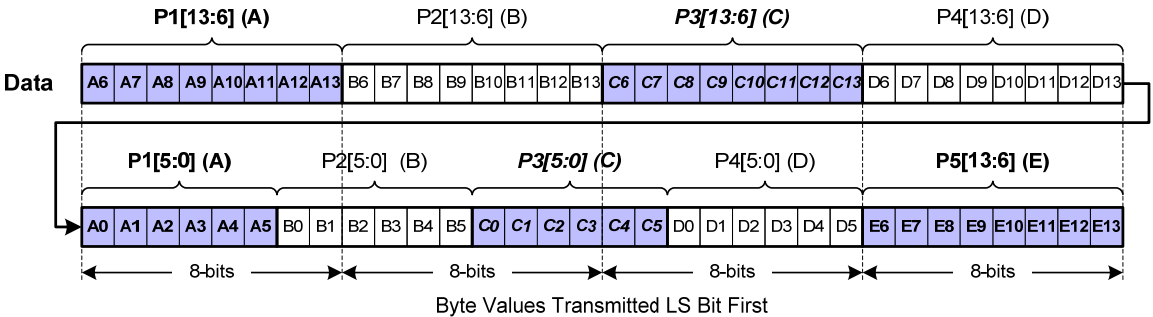 P1[13:6] (A) P2[13:6] (B) P3[13:6] (C) P4[13:6] (D)
Data A6 A7 A8 A9 A10 A11 A12 A13 B6 B7 B8 B9 B10 B11 B12 B13 C6 C7 C8 C9 C10 C11 C12 C13 D6 D7 D8 D9 D10 D11 D12 D13
P1[5:0] (A) P2[5:0] (B) P3[5:0] (C) P4[5:0] (D) P5[13:6] (E)
A0 A1 A2 A3 A4 A5 B0 B1 B2 B3 B4 B5 C0 C1 C2 C3 C4 C5 D0 D1 D2 D3 D4 D5 E6 E7 E8 E9 E10 E11 E12 E13
8-bits 8-bits 8-bits 8-bits
Byte Values Transmitted LS Bit First